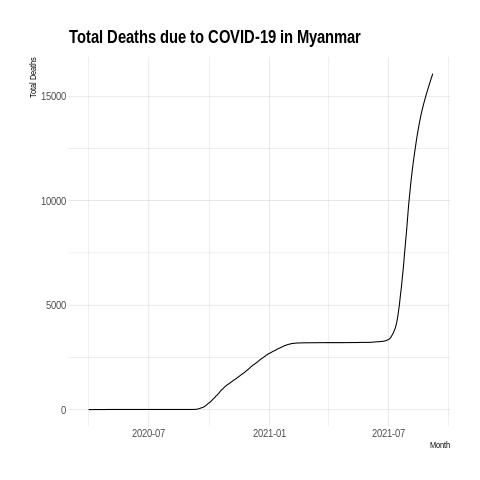 Total Deaths due to COVID-19 in Myanmar
Total Deaths
15000
10000
5000
0
2020-07 2021-01 2021-07
Month